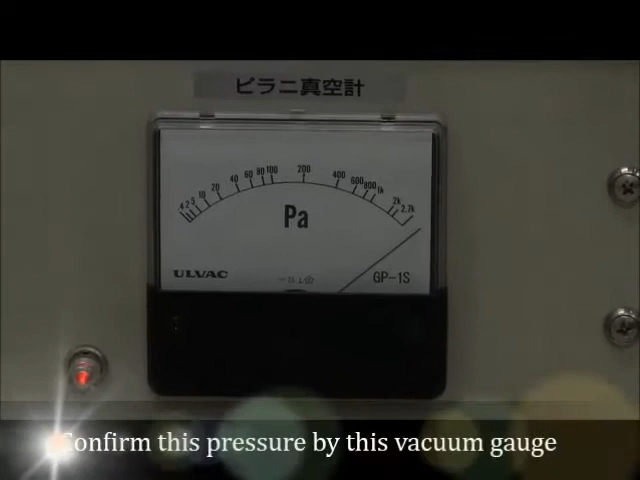 ピラニ真空計
4 2 5 10 20 40 60 80 100 200 400 600 800 1k 2k 2.7k
Pa
ULVAC
GP-1S
Confirm this pressure by this vacuum gauge